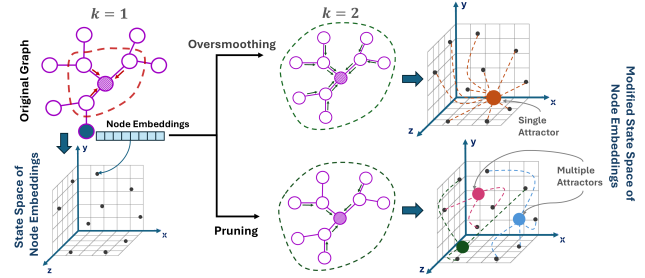 k = 1
Original Graph
Node Embeddings
State Space of
Node Embeddings
y
x
z
Oversmoothing
Pruning
k = 2
y
x
z
Single
Attractor
y
x
z
Multiple
Attractors
Modified State Space of
Node Embeddings